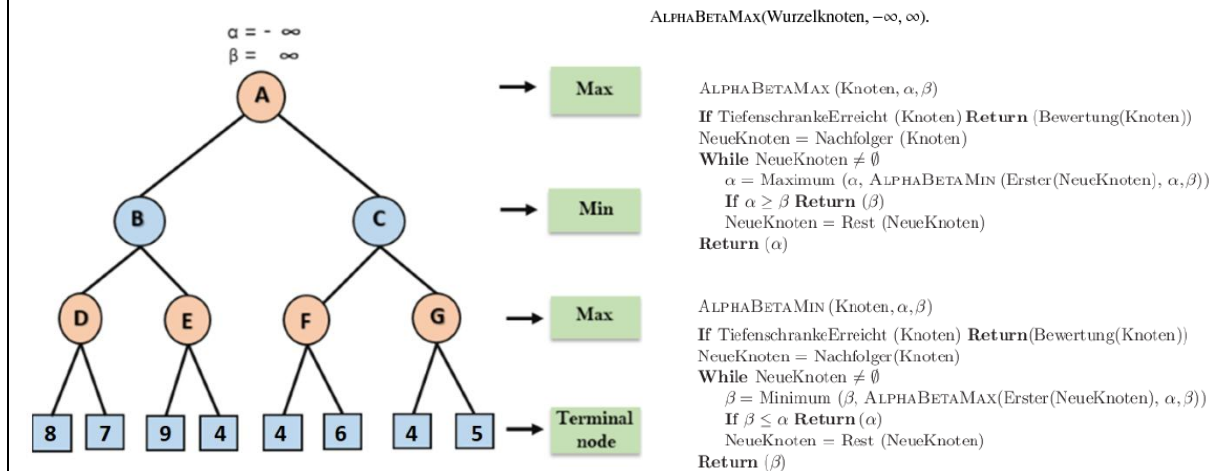 α = - ∞
β = ∞
A
B
C
D
E
F
G
8 7 9 4 4 6 4 5
Max
Min
Max
Terminal
node
ALPHABETAMAX(Wurzelknoten, −∞, ∞).
ALPHABETAMAX (Knoten, α, β)
If TiefenschrankeErreicht (Knoten) Return (Bewertung(Knoten))
NeueKnoten = Nachfolger (Knoten)
While NeueKnoten ≠ ∅
α = Maximum (α, ALPHABETAMIN (Erster(NeueKnoten), α,β))
If α ≥ β Return (β)
NeueKnoten = Rest (NeueKnoten)
Return (α)
ALPHABETAMIN (Knoten, α, β)
If TiefenschrankeErreicht (Knoten) Return(Bewertung(Knoten))
NeueKnoten = Nachfolger(Knoten)
While NeueKnoten ≠ ∅
β = Minimum (β, ALPHABETAMAX(Erster(NeueKnoten), α,β))
If β ≤ α Return (α)
NeueKnoten = Rest (NeueKnoten)
Return (β)